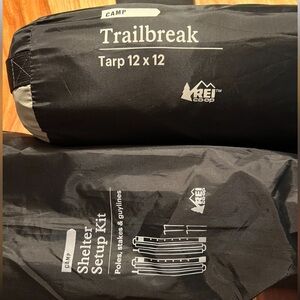 CAMP
Trailbreak
Tarp 12 x 12
REI
co-op
CAMP
Shelter
Setup Kit
Poles, stakes & guylines
REI
co-op